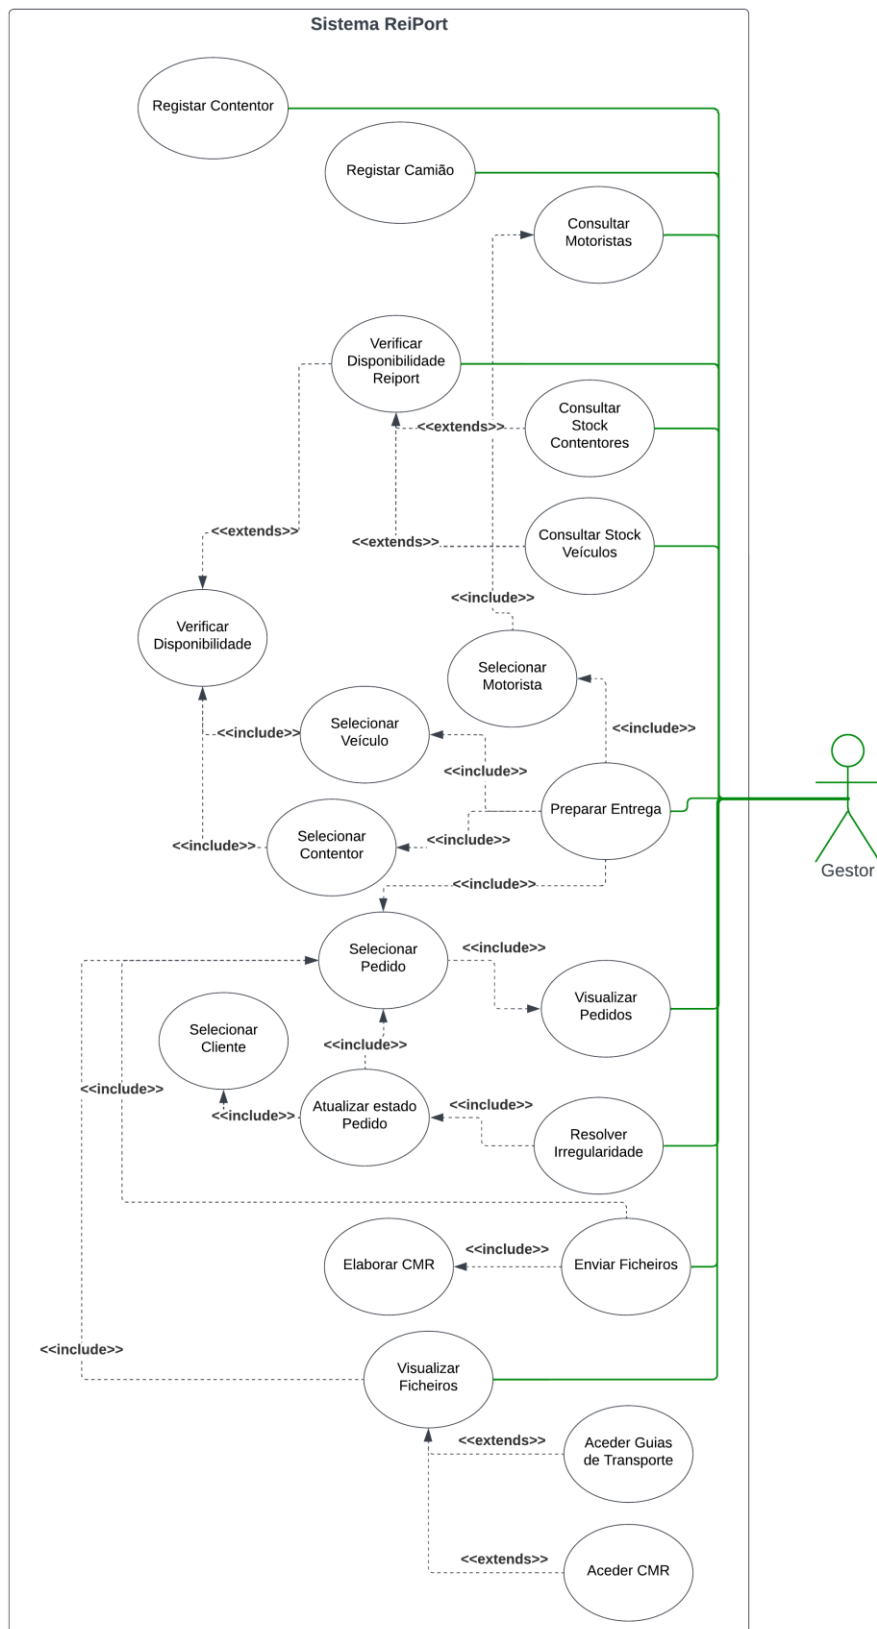 Sistema ReiPort
Registar Contentor
Registar Camião
Consultar
Motoristas
Verificar
Disponibilidade
Reiport
Consultar
Stock
Contentores
<<extends>>
<<extends>>
Consultar Stock
Veículos
<<extends>>
<<include>>
Verificar
Disponibilidade
Selecionar
Motorista
Selecionar
Veículo
<<include>>
<<include>>
<<include>>
Preparar Entrega
Selecionar
Contentor
<<include>>
<<include>>
Gestor
<<include>>
Selecionar
Pedido
<<include>>
Visualizar
Pedidos
Selecionar
Cliente
<<include>>
<<include>>
<<include>>
Atualizar estado
Pedido
<<include>>
Resolver
Irregularidade
Elaborar CMR
<<include>>
Enviar Ficheiros
<<include>>
Visualizar
Ficheiros
<<extends>>
Aceder Guias
de Transporte
<<extends>>
Aceder CMR